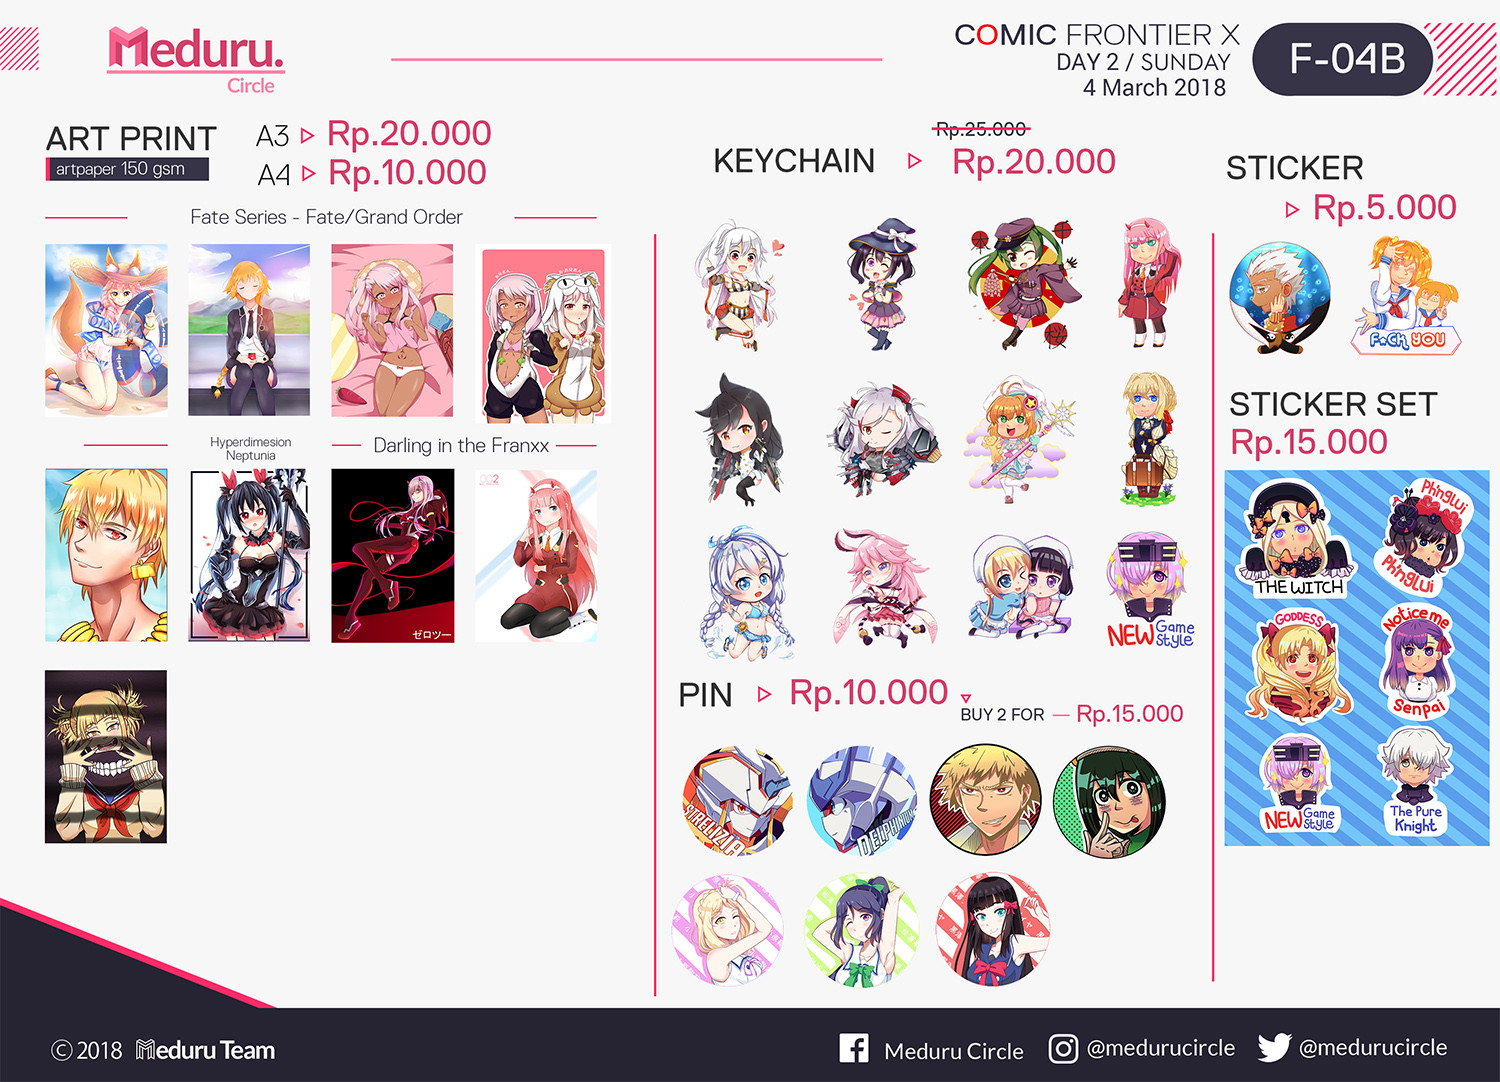 Meduru.
Circle
COMIC FRONTIER X
DAY 2 / SUNDAY
4 March 2018
F-04B
ART PRINT
artpaper 150 gsm
A3 Rp.20.000
A4 Rp.10.000
Fate Series - Fate/Grand Order
Hyperdimesion
Neptunia
Darling in the Franxx
ゼロツー
KEYCHAIN
Rp.25.000
Rp.20.000
NEW Game
Style
PIN Rp.10.000
BUY 2 FOR — Rp.15.000
STRELIZIA
DELPHINIUM
STICKER
Rp.5.000
F*Ch YOU
STICKER SET
Rp.15.000
THE WITCH
Phinglui
Phinglui
GODDESS
Notice me
Senpai
NEW Game
Style
The Pure
Knight
© 2018 Meduru Team
Meduru Circle
@medurucircle
@medurucircle